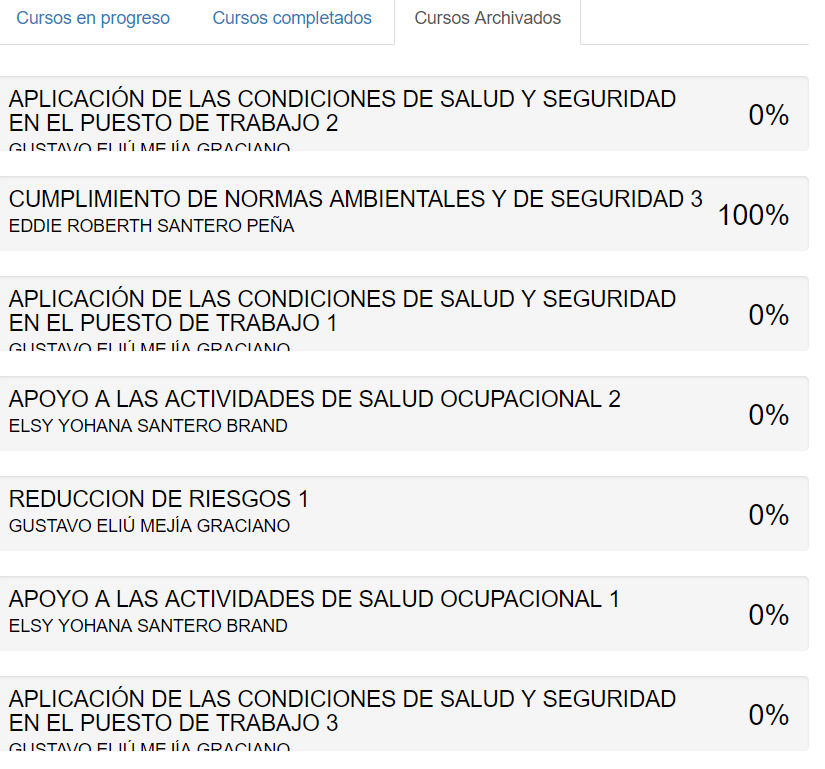 Cursos en progreso Cursos completados Cursos Archivados
APLICACIÓN DE LAS CONDICIONES DE SALUD Y SEGURIDAD
EN EL PUESTO DE TRABAJO 2
0%
GUSTAVO ELIÚ MEJÍA GRACIANO
CUMPLIMIENTO DE NORMAS AMBIENTALES Y DE SEGURIDAD 3
100%
EDDIE ROBERTH SANTERO PEÑA
APLICACIÓN DE LAS CONDICIONES DE SALUD Y SEGURIDAD
EN EL PUESTO DE TRABAJO 1
0%
GUSTAVO ELIÚ MEJÍA GRACIANO
APOYO A LAS ACTIVIDADES DE SALUD OCUPACIONAL 2
0%
ELSY YOHANA SANTERO BRAND
REDUCCION DE RIESGOS 1
0%
GUSTAVO ELIÚ MEJÍA GRACIANO
APOYO A LAS ACTIVIDADES DE SALUD OCUPACIONAL 1
0%
ELSY YOHANA SANTERO BRAND
APLICACIÓN DE LAS CONDICIONES DE SALUD Y SEGURIDAD
EN EL PUESTO DE TRABAJO 3
0%
GUSTAVO ELIÚ MEJÍA GRACIANO